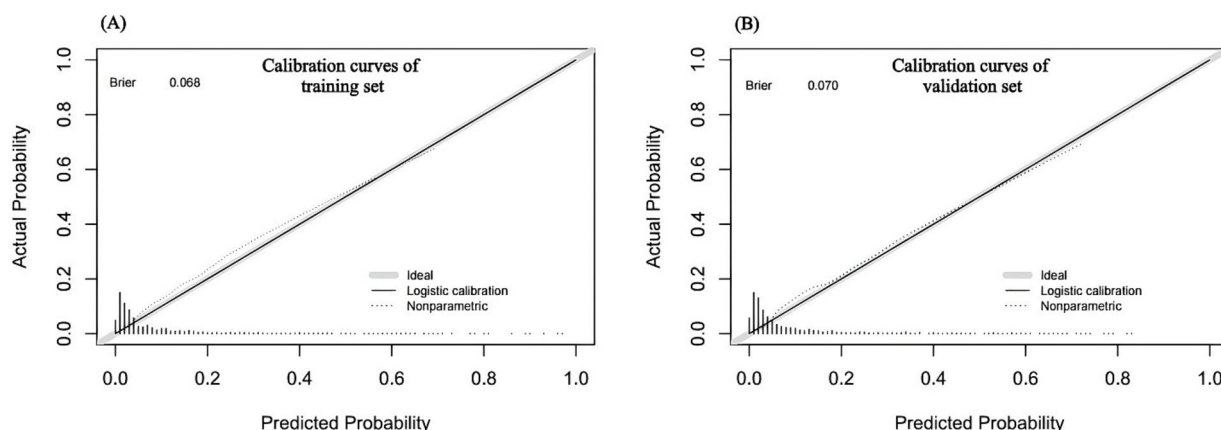 (A)
Calibration curves of
training set
Brier 0.068
Actual Probability
1.0
0.8
0.6
0.4
0.2
0.0
Ideal
Logistic calibration
Nonparametric
0.0 0.2 0.4 0.6 0.8 1.0
Predicted Probability
(B)
Calibration curves of
validation set
Brier 0.070
Actual Probability
1.0
0.8
0.6
0.4
0.2
0.0
Ideal
Logistic calibration
Nonparametric
0.0 0.2 0.4 0.6 0.8 1.0
Predicted Probability